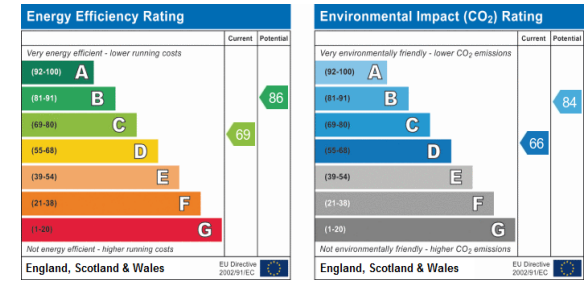 Energy Efficiency Rating
Current Potential
Very energy efficient - lower running costs
(92-100) A
(81-91) B
(69-80) C
(55-68) D
(39-54) E
(21-38) F
(1-20) G
69
86
Not energy efficient - higher running costs
England, Scotland & Wales
EU Directive
2002/91/EC
Environmental Impact (CO2) Rating
Current Potential
Very environmentally friendly - lower CO2 emissions
(92-100) A
(81-91) B
(69-80) C
(55-68) D
(39-54) E
(21-38) F
(1-20) G
66
84
Not environmentally friendly - higher CO2 emissions
England, Scotland & Wales
EU Directive
2002/91/EC